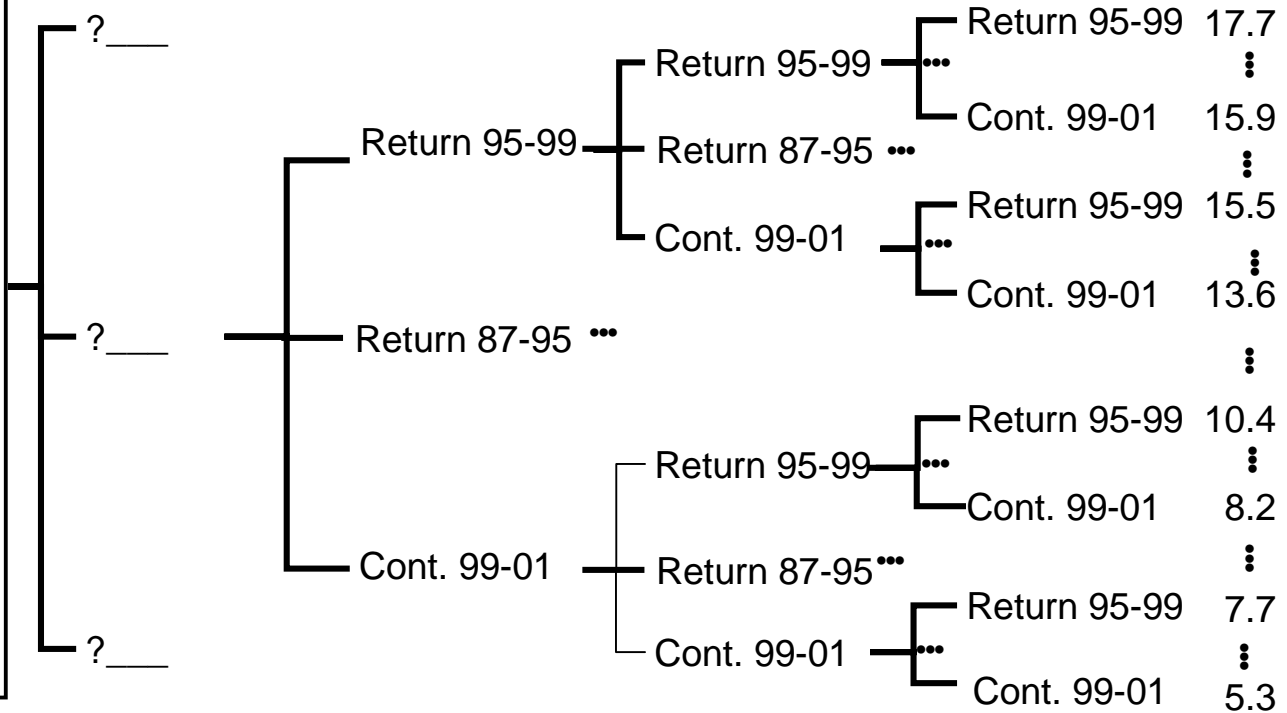 Return 95-99 17.7
?___
Return 95-99 •••
Cont. 99-01 15.9
Return 95-99
Return 87-95 •••
Return 95-99 15.5
Cont. 99-01 •••
Cont. 99-01 13.6
?___
Return 87-95 •••
Return 95-99 10.4
Return 95-99 •••
Cont. 99-01 8.2
Cont. 99-01
Return 87-95 •••
Return 95-99 7.7
?___
Cont. 99-01 •••
Cont. 99-01 5.3